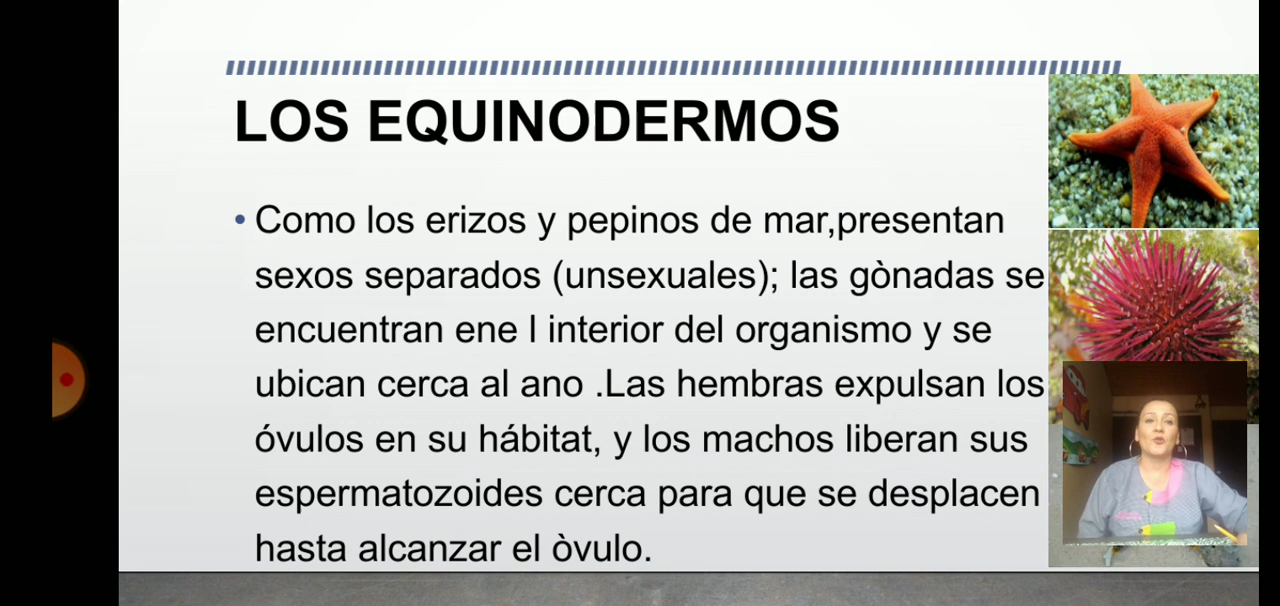 LOS EQUINODERMOS
• Como los erizos y pepinos de mar,presentan
sexos separados (unsexuales); las gònadas se
encuentran ene l interior del organismo y se
ubican cerca al ano .Las hembras expulsan los
óvulos en su hábitat, y los machos liberan sus
espermatozoides cerca para que se desplacen
hasta alcanzar el òvulo.